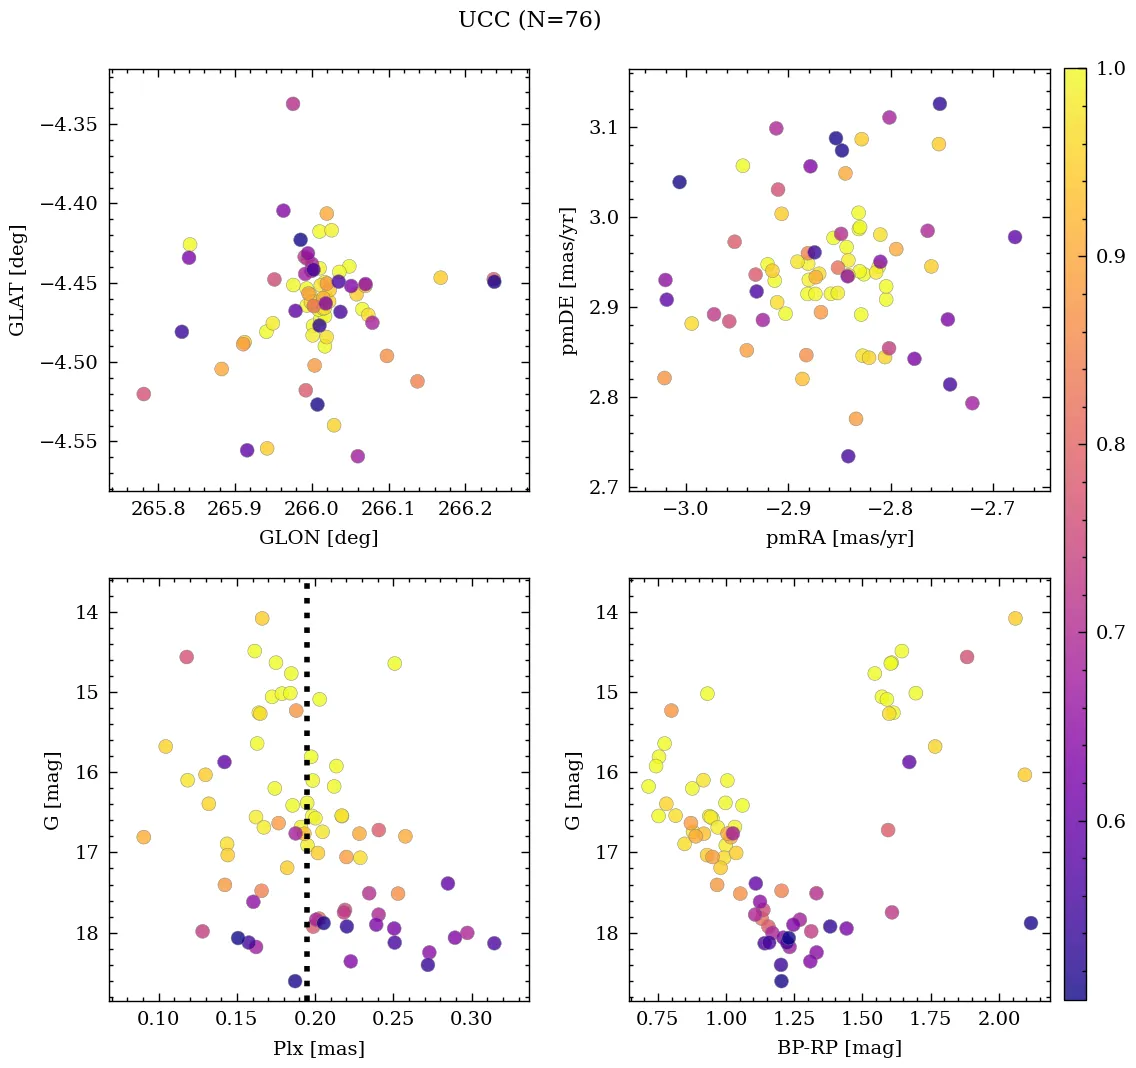 UCC (N=76)
−4.35
−4.40
−4.45
−4.50
−4.55
GLAT [deg]
265.8 265.9 266.0 266.1 266.2
GLON [deg]
3.1
3.0
2.9
2.8
2.7
pmDE [mas/yr]
−3.0 −2.9 −2.8 −2.7
pmRA [mas/yr]
14
15
16
17
18
G [mag]
0.10 0.15 0.20 0.25 0.30
Plx [mas]
14
15
16
17
18
G [mag]
0.75 1.00 1.25 1.50 1.75 2.00
BP-RP [mag]
1.0
0.9
0.8
0.7
0.6